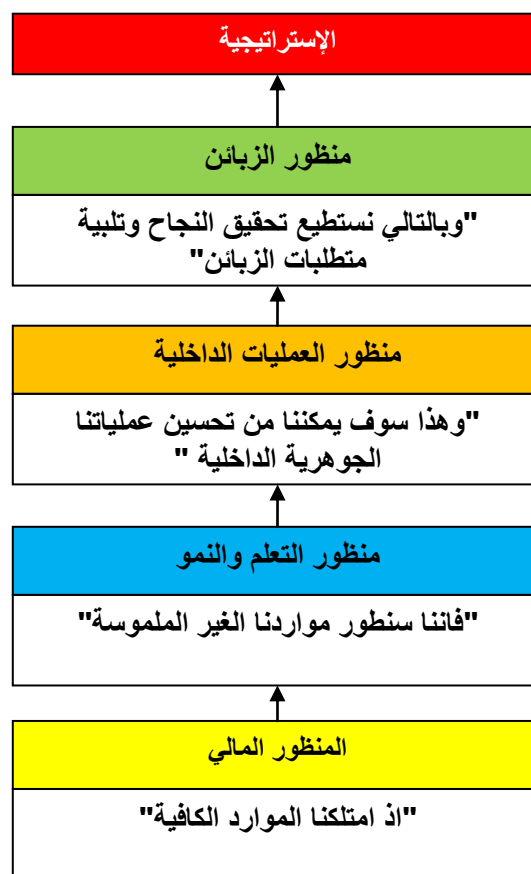 الإستراتيجية
منظور الزبائن
"وبالتالي نستطيع تحقيق النجاح وتلبية
متطلبات الزبائن"
منظور العمليات الداخلية
"وهذا سوف يمكننا من تحسين عملياتنا
الجوهرية الداخلية "
منظور التعلم والنمو
"فاننا سنطور مواردنا الغير الملموسة"
المنظور المالي
"اذ امتلكنا الموارد الكافية"